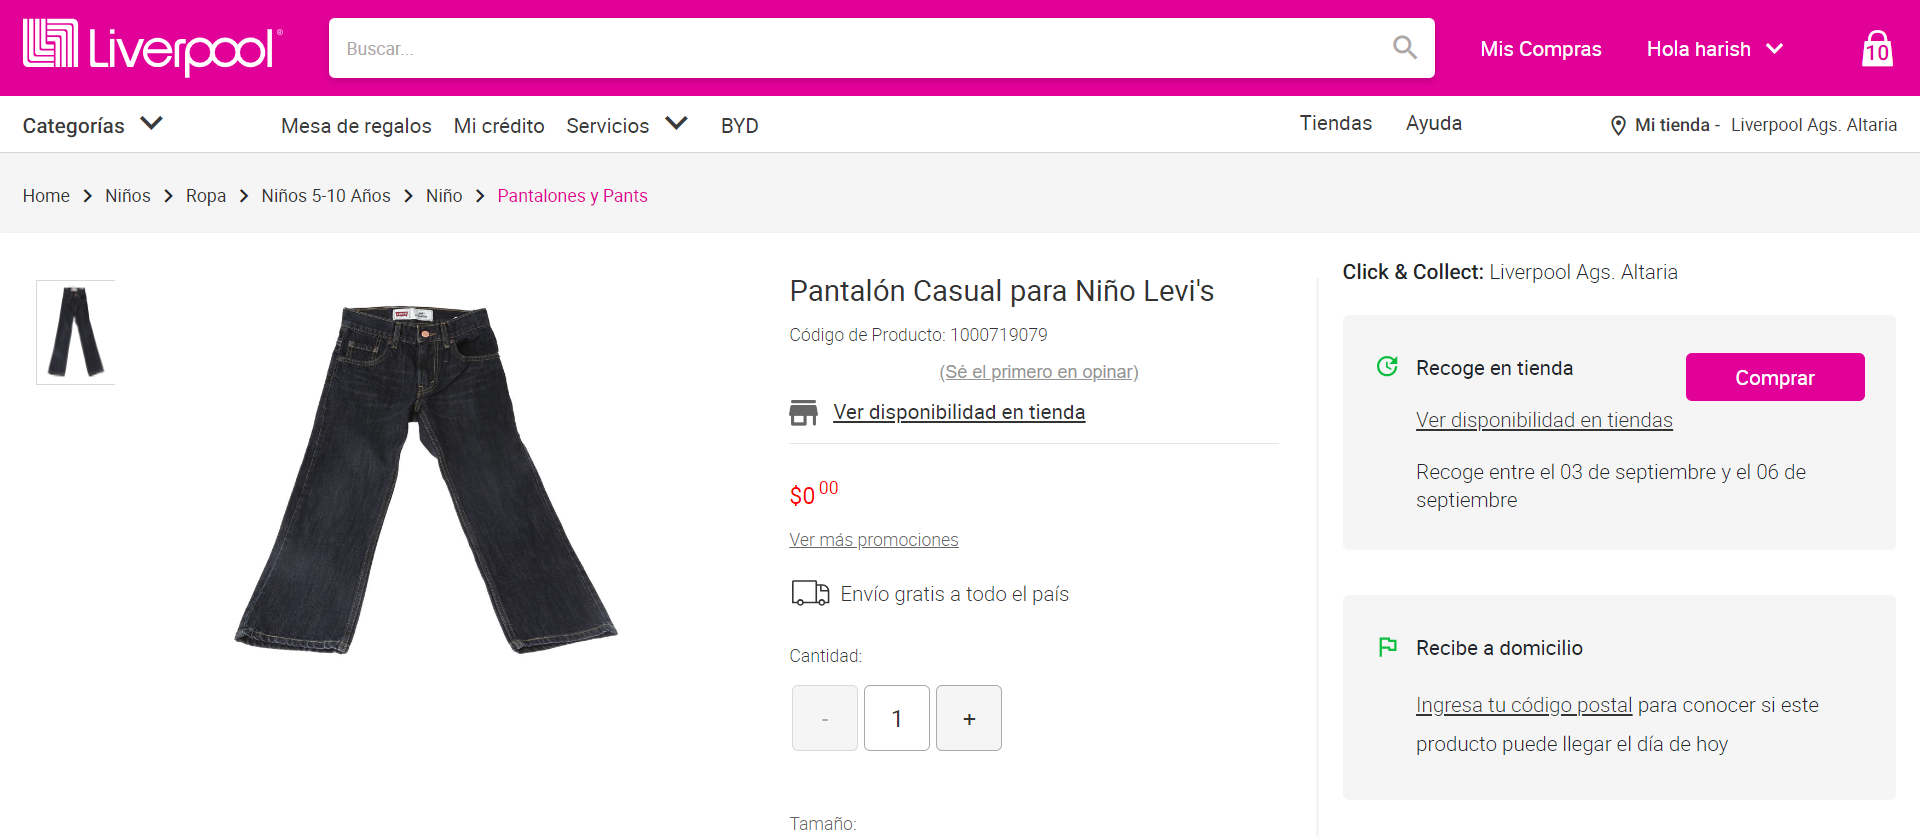 Liverpool®
Buscar...
Mis Compras
Hola harish
10
Categorías
Mesa de regalos
Mi crédito
Servicios
BYD
Tiendas
Ayuda
Mi tienda - Liverpool Ags. Altaria
Home > Niños > Ropa > Niños 5-10 Años > Niño > Pantalones y Pants
Pantalón Casual para Niño Levi's
Código de Producto: 1000719079
(Sé el primero en opinar)
Ver disponibilidad en tienda
$0 00
Ver más promociones
Envío gratis a todo el país
Cantidad:
- 1 +
Tamaño:
Click & Collect: Liverpool Ags. Altaria
Recoge en tienda
Comprar
Ver disponibilidad en tiendas
Recoge entre el 03 de septiembre y el 06 de
septiembre
Recibe a domicilio
Ingresa tu código postal para conocer si este
producto puede llegar el día de hoy